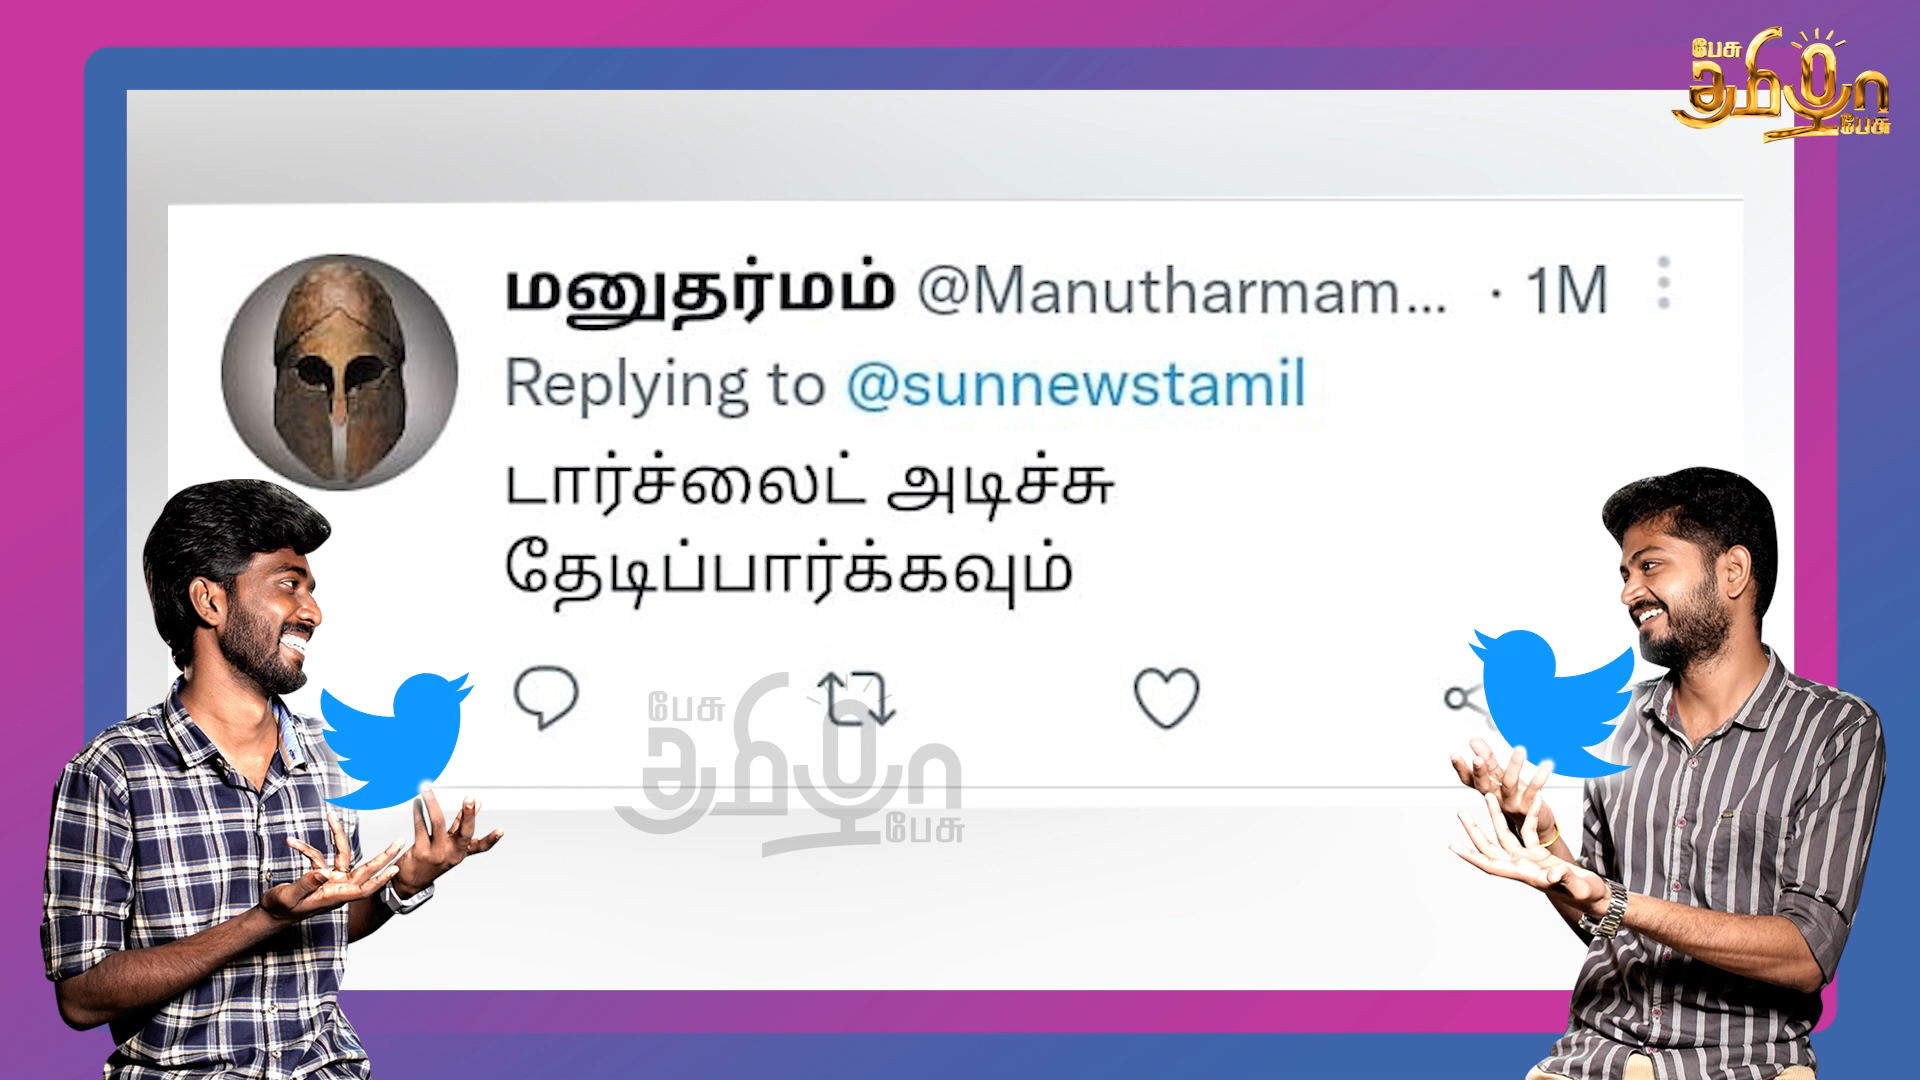 பேசு
தமிழா
பேசு
மனுதர்மம் @Manutharmam... · 1M
Replying to @sunnewstamil
டார்ச்லைட் அடிச்சு
தேடிப்பார்க்கவும்
பேசு
தமிழா
பேசு